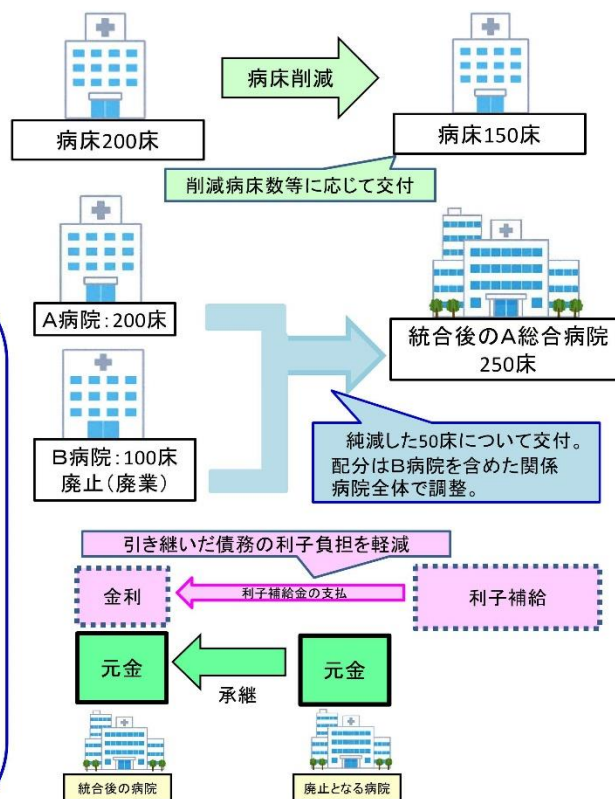 病床削減
病床200床
病床150床
削減病床数等に応じて交付
A病院:200床
B病院:100床
廃止(廃業)
統合後のA総合病院
250床
純減した50床について交付。
配分はB病院を含めた関係
病院全体で調整。
引き継いだ債務の利子負担を軽減
金利
利子補給金の支払
利子補給
元金
承継
元金
統合後の病院
廃止となる病院